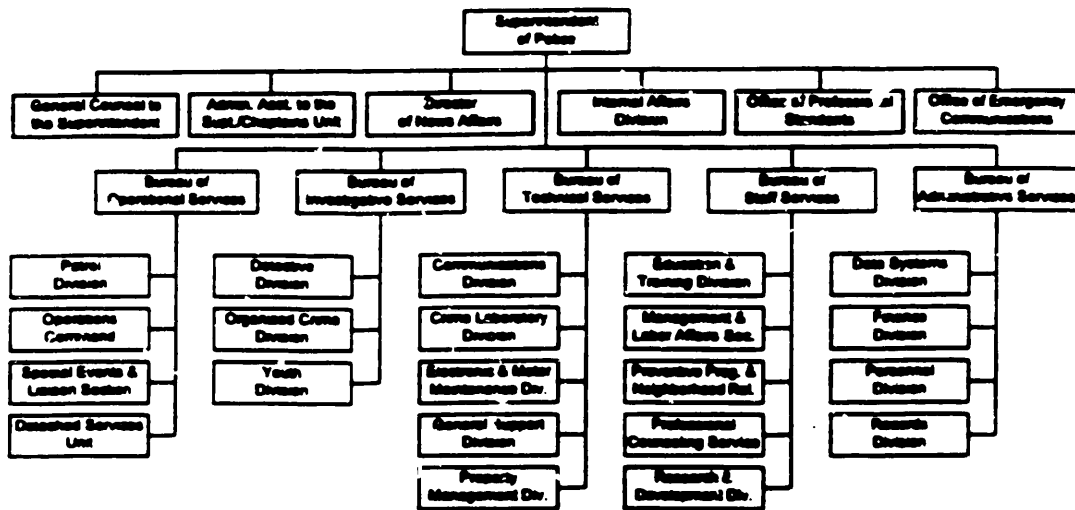 Superintendent
of Police
General Counsel to
the Superintendent
Admin. Asst. to the
Supt./Chaplains Unit
Director
of News Affairs
Internal Affairs
Division
Office of Professional
Standards
Office of Emergency
Communications
Bureau of
Operational Services
Bureau of
Investigative Services
Bureau of
Technical Services
Bureau of
Staff Services
Bureau of
Administrative Services
Patrol
Division
Operations
Command
Special Events &
Liaison Section
Detached Services
Unit
Detective
Division
Organized Crime
Division
Youth
Division
Communications
Division
Crime Laboratory
Division
Electronic & Motor
Maintenance Div.
General Support
Division
Property
Management Div.
Education &
Training Division
Management &
Labor Affairs Sec.
Preventive Prog. &
Neighborhood Rel.
Professional
Counseling Service
Research &
Development Div.
Data Systems
Division
Finance
Division
Personnel
Division
Records
Division